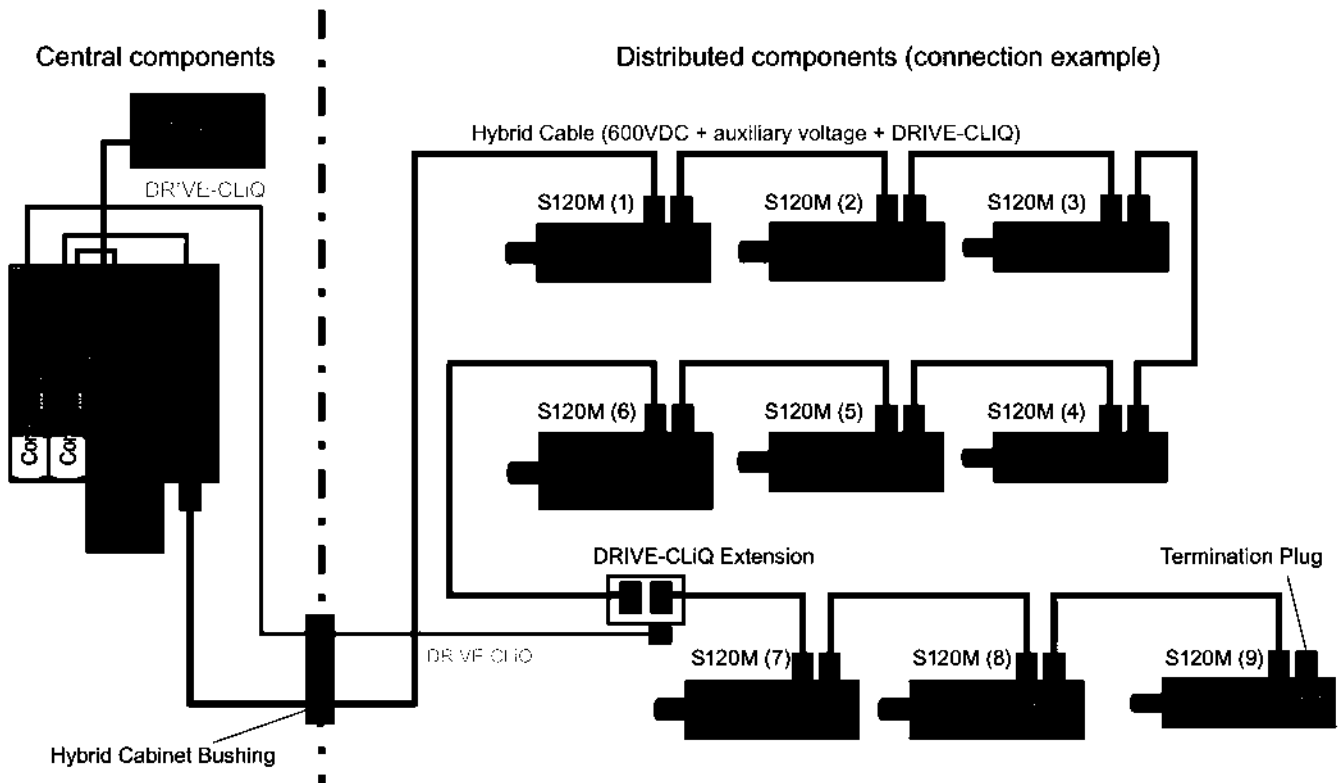 Central components
Distributed components (connection example)
Hybrid Cable (600VDC + auxiliary voltage + DRIVE-CLIQ)
DRIVE-CLiQ
S120M (1)
S120M (2)
S120M (3)
S120M (6)
S120M (5)
S120M (4)
DRIVE-CLiQ Extension
Termination Plug
DRIVE CLiQ
S120M (7)
S120M (8)
S120M (9)
Hybrid Cabinet Bushing